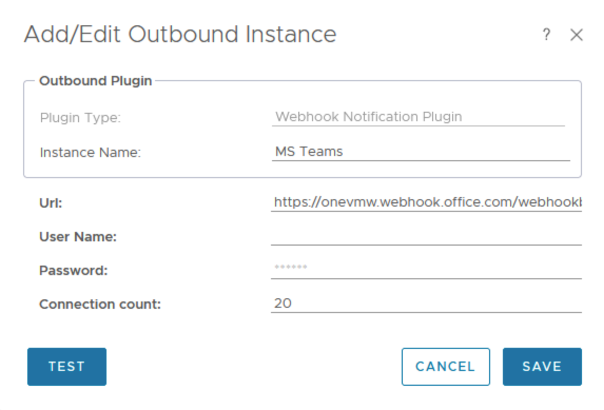 Add/Edit Outbound Instance ?
Outbound Plugin
Plugin Type: Webhook Notification Plugin
Instance Name: MS Teams
Url: https://onevmw.webhook.office.com/webhookb
User Name:
Password: ******
Connection count: 20
TEST CANCEL SAVE